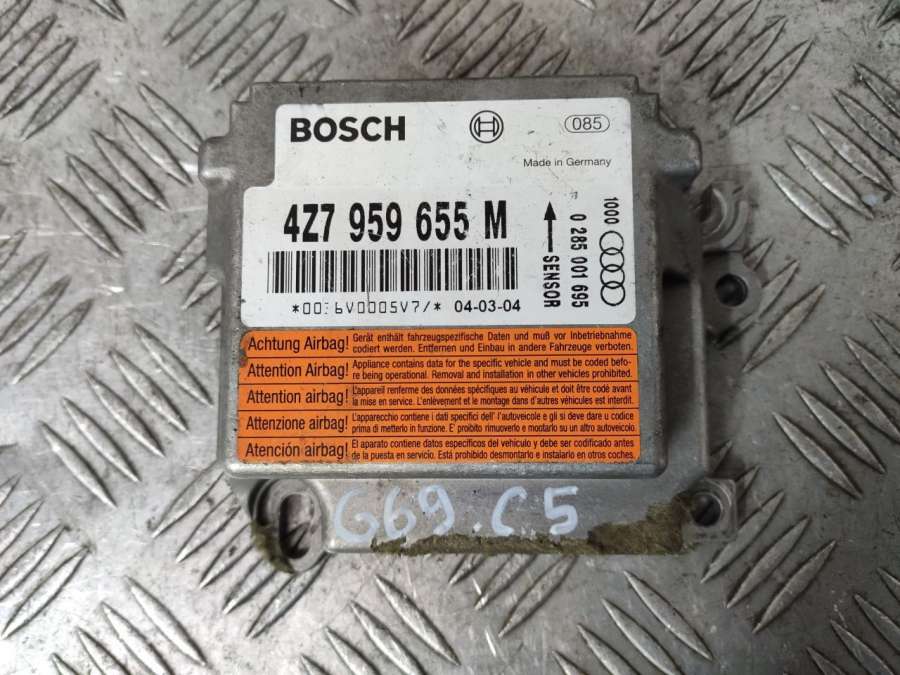 BOSCH
085
Made in Germany
4Z7 959 655 M
SENSOR
0 285 001 695
1000
04-03-04
Achtung Airbag! Gerät enthält fahrzeugspezifische Daten und muß vor Inbetriebnahme
codiert werden. Entfernen und Einbau in andere Fahrzeuge verboten.
Attention Airbag! Appliance contains data for the specific vehicle and must be coded befo-
re being operational. Removal and installation in other vehicles prohibited.
Attention airbag! L'appareil renferme des données spécifiques au véhicule et doit être codé avant
la mise en service. L'enlèvement et le montage dans d'autres véhicules est interdit.
Attenzione airbag! L'apparecchio contiene i dati specifici dell' l'autoveicolo e gli si deve dare u codice
prima di metterlo in funzione. E' proibito rimuoverlo e montarlo su un altro autoveicolo.
Atención airbag! El aparato contiene datos específicos del vehículo y debe ser codificado antes
de la puesta en servicio. Está prohibido desmontarlo e instalarlo en otros coches.
G69.C5